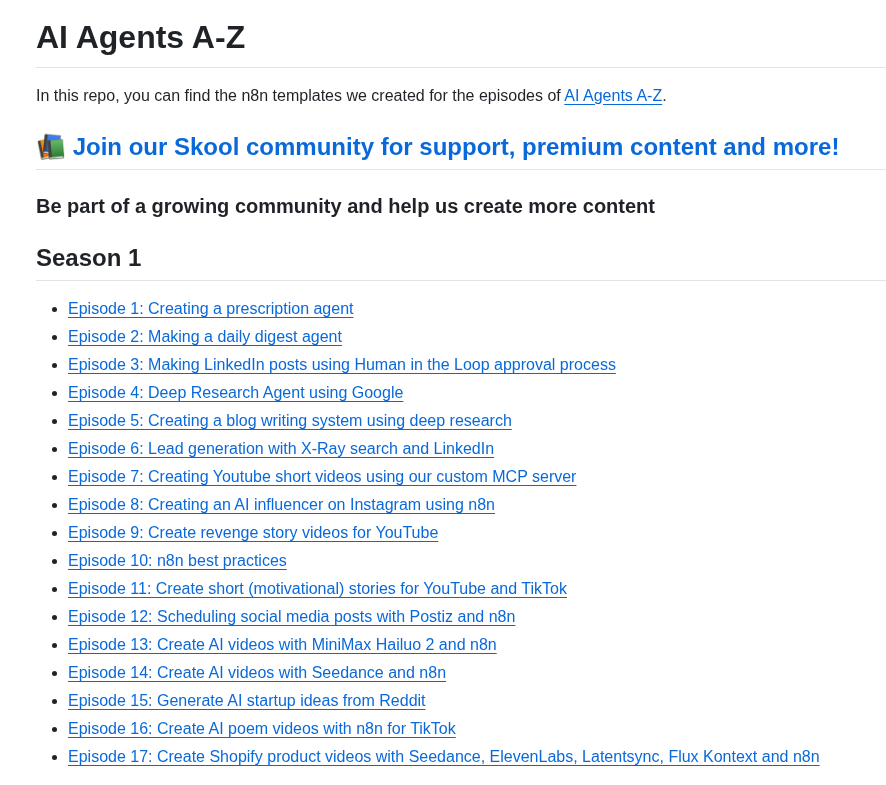 AI Agents A-Z
In this repo, you can find the n8n templates we created for the episodes of AI Agents A-Z.
Join our Skool community for support, premium content and more!
Be part of a growing community and help us create more content
Season 1
Episode 1: Creating a prescription agent
Episode 2: Making a daily digest agent
Episode 3: Making LinkedIn posts using Human in the Loop approval process
Episode 4: Deep Research Agent using Google
Episode 5: Creating a blog writing system using deep research
Episode 6: Lead generation with X-Ray search and LinkedIn
Episode 7: Creating Youtube short videos using our custom MCP server
Episode 8: Creating an AI influencer on Instagram using n8n
Episode 9: Create revenge story videos for YouTube
Episode 10: n8n best practices
Episode 11: Create short (motivational) stories for YouTube and TikTok
Episode 12: Scheduling social media posts with Postiz and n8n
Episode 13: Create AI videos with MiniMax Hailuo 2 and n8n
Episode 14: Create AI videos with Seedance and n8n
Episode 15: Generate AI startup ideas from Reddit
Episode 16: Create AI poem videos with n8n for TikTok
Episode 17: Create Shopify product videos with Seedance, ElevenLabs, Latentsync, Flux Kontext and n8n